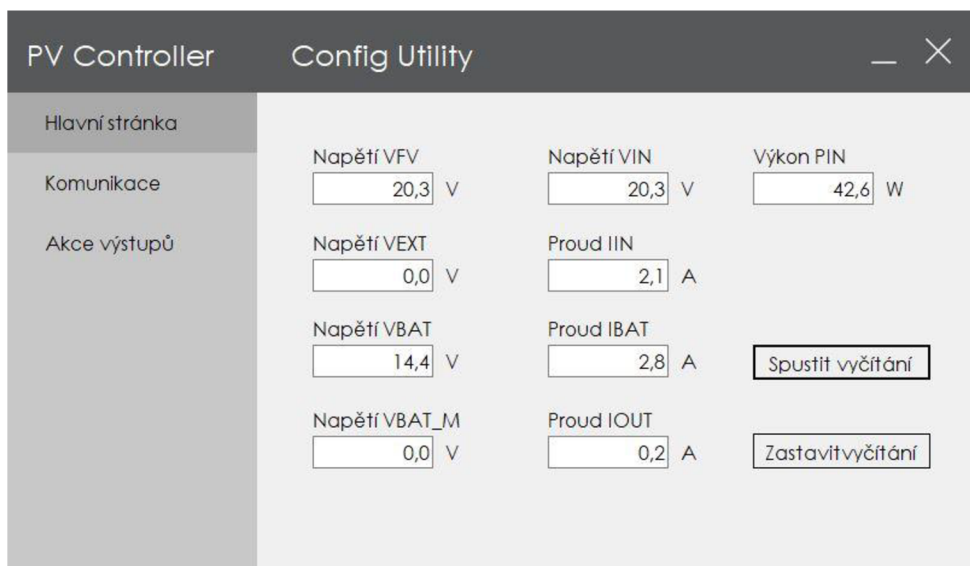 PV Controller
Config Utility
Hlavní stránka
Komunikace
Akce výstupů
Napětí VFV
20,3 V
Napětí VIN
20,3 V
Výkon PIN
42,6 W
Napětí VEXT
0,0 V
Proud IIN
2,1 A
Napětí VBAT
14,4 V
Proud IBAT
2,8 A
Spustit vyčítání
Napětí VBAT_M
0,0 V
Proud IOUT
0,2 A
Zastavitvyčítání